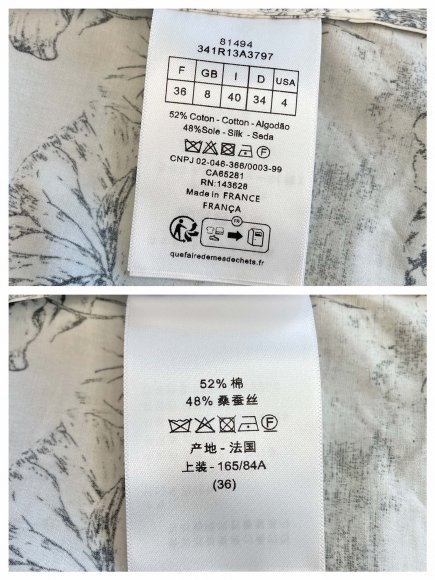 81494
341R13A3797
F GB I D USA
36 8 40 34 4
52% Coton - Cotton - Algodão
48%Soie - Silk - Seda
F
CNPJ 02-046-386/0003-99
CA65281
RN:143628
Made in FRANCE
FRANÇA
FR
quefairedemesdechets.fr
52% 棉
48% 桑蚕丝
F
产地 - 法国
上装 - 165/84A
(36)